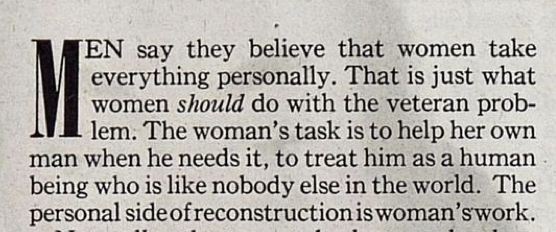 MEN say they believe that women take
everything personally. That is just what
women should do with the veteran prob-
lem. The woman's task is to help her own
man when he needs it, to treat him as a human
being who is like nobody else in the world. The
personal side of reconstruction is woman's work.